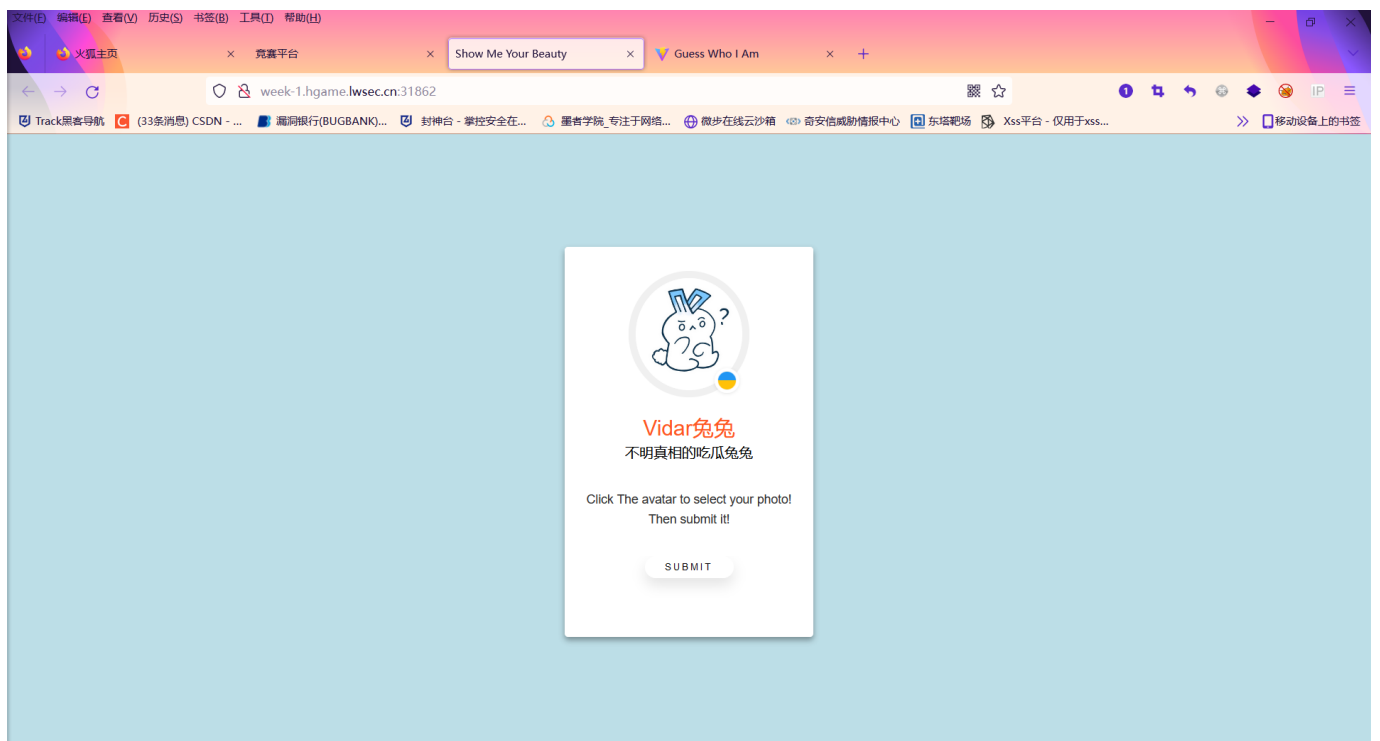 文件(F) 编辑(E) 查看(V) 历史(S) 书签(B) 工具(T) 帮助(H)
火狐主页 竞赛平台 Show Me Your Beauty Guess Who I Am
week-1.hgame.lwsec.cn:31862
Track黑客导航 (33条消息) CSDN - ... 漏洞银行(BUGBANK)... 封神台 - 掌控安全在... 墨者学院_专注于网络... 微步在线云沙箱 奇安信威胁情报中心 东塔靶场 Xss平台 - 仅用于xss... 移动设备上的书签
?
Vidar兔兔
不明真相的吃瓜兔兔
Click The avatar to select your photo!
Then submit it!
SUBMIT